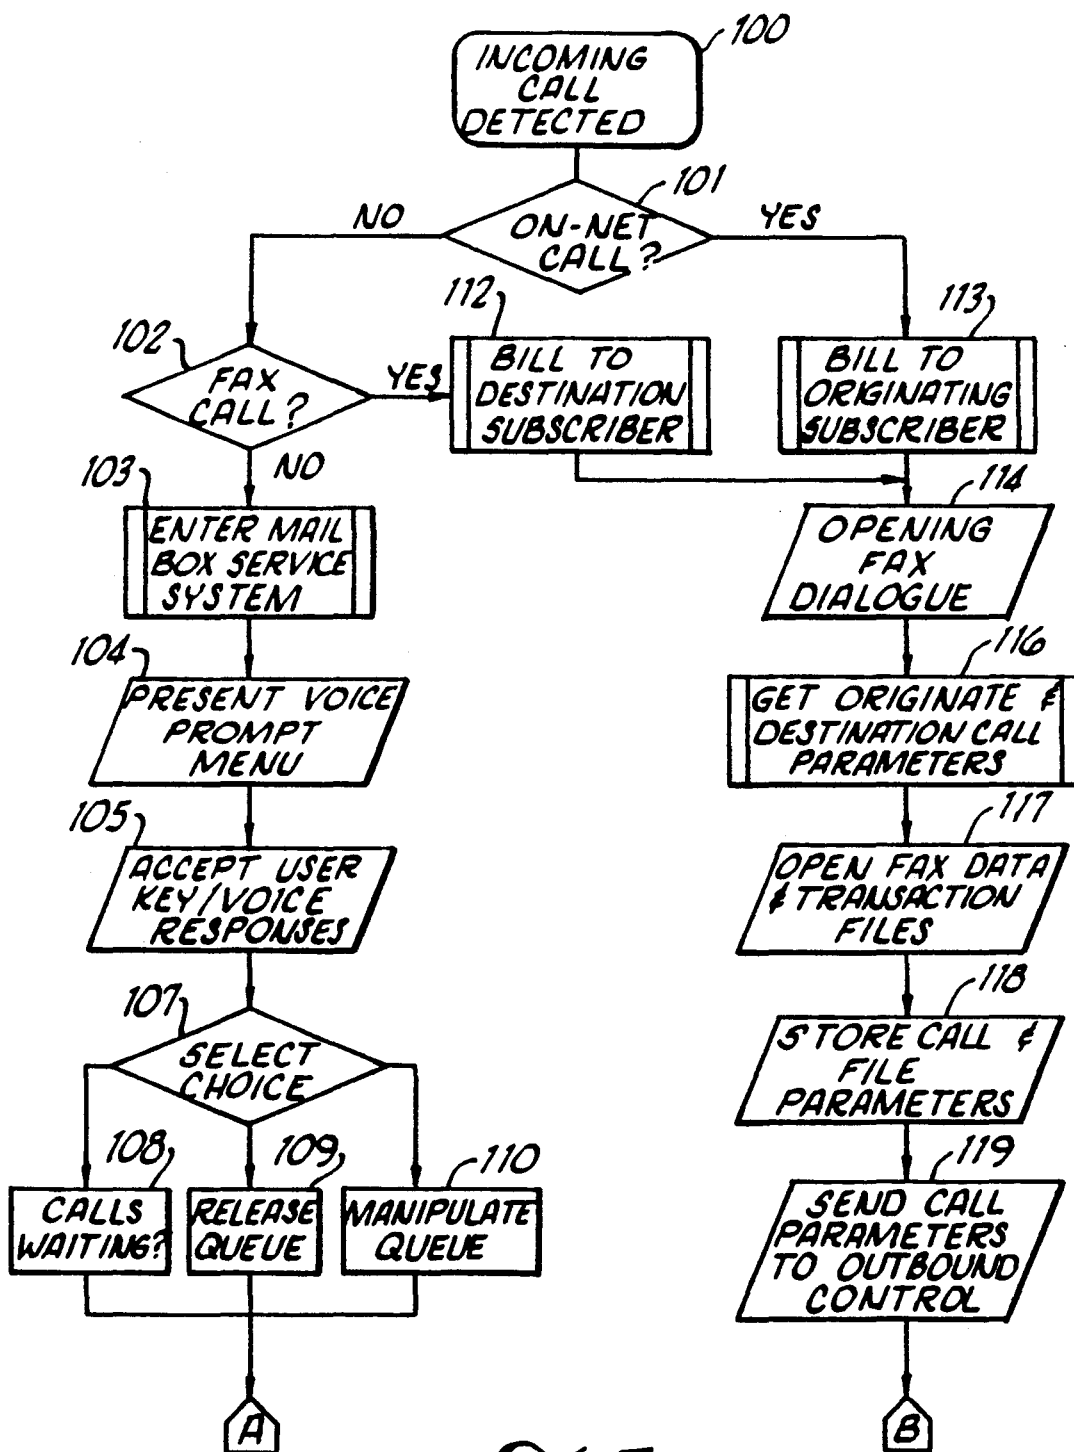 100
INCOMING
CALL
DETECTED
101
NO
ON-NET
CALL?
YES
102
FAX
CALL?
YES
112
BILL TO
DESTINATION
SUBSCRIBER
113
BILL TO
ORIGINATING
SUBSCRIBER
NO
103
ENTER MAIL
BOX SERVICE
SYSTEM
114
OPENING
FAX
DIALOGUE
104
PRESENT VOICE
PROMPT
MENU
116
GET ORIGINATE &
DESTINATION CALL
PARAMETERS
105
ACCEPT USER
KEY/VOICE
RESPONSES
117
OPEN FAX DATA
& TRANSACTION
FILES
107
SELECT
CHOICE
118
STORE CALL &
FILE
PARAMETERS
108
CALLS
WAITING?
109
RELEASE
QUEUE
110
MANIPULATE
QUEUE
119
SEND CALL
PARAMETERS
TO OUTBOUND
CONTROL
A
B